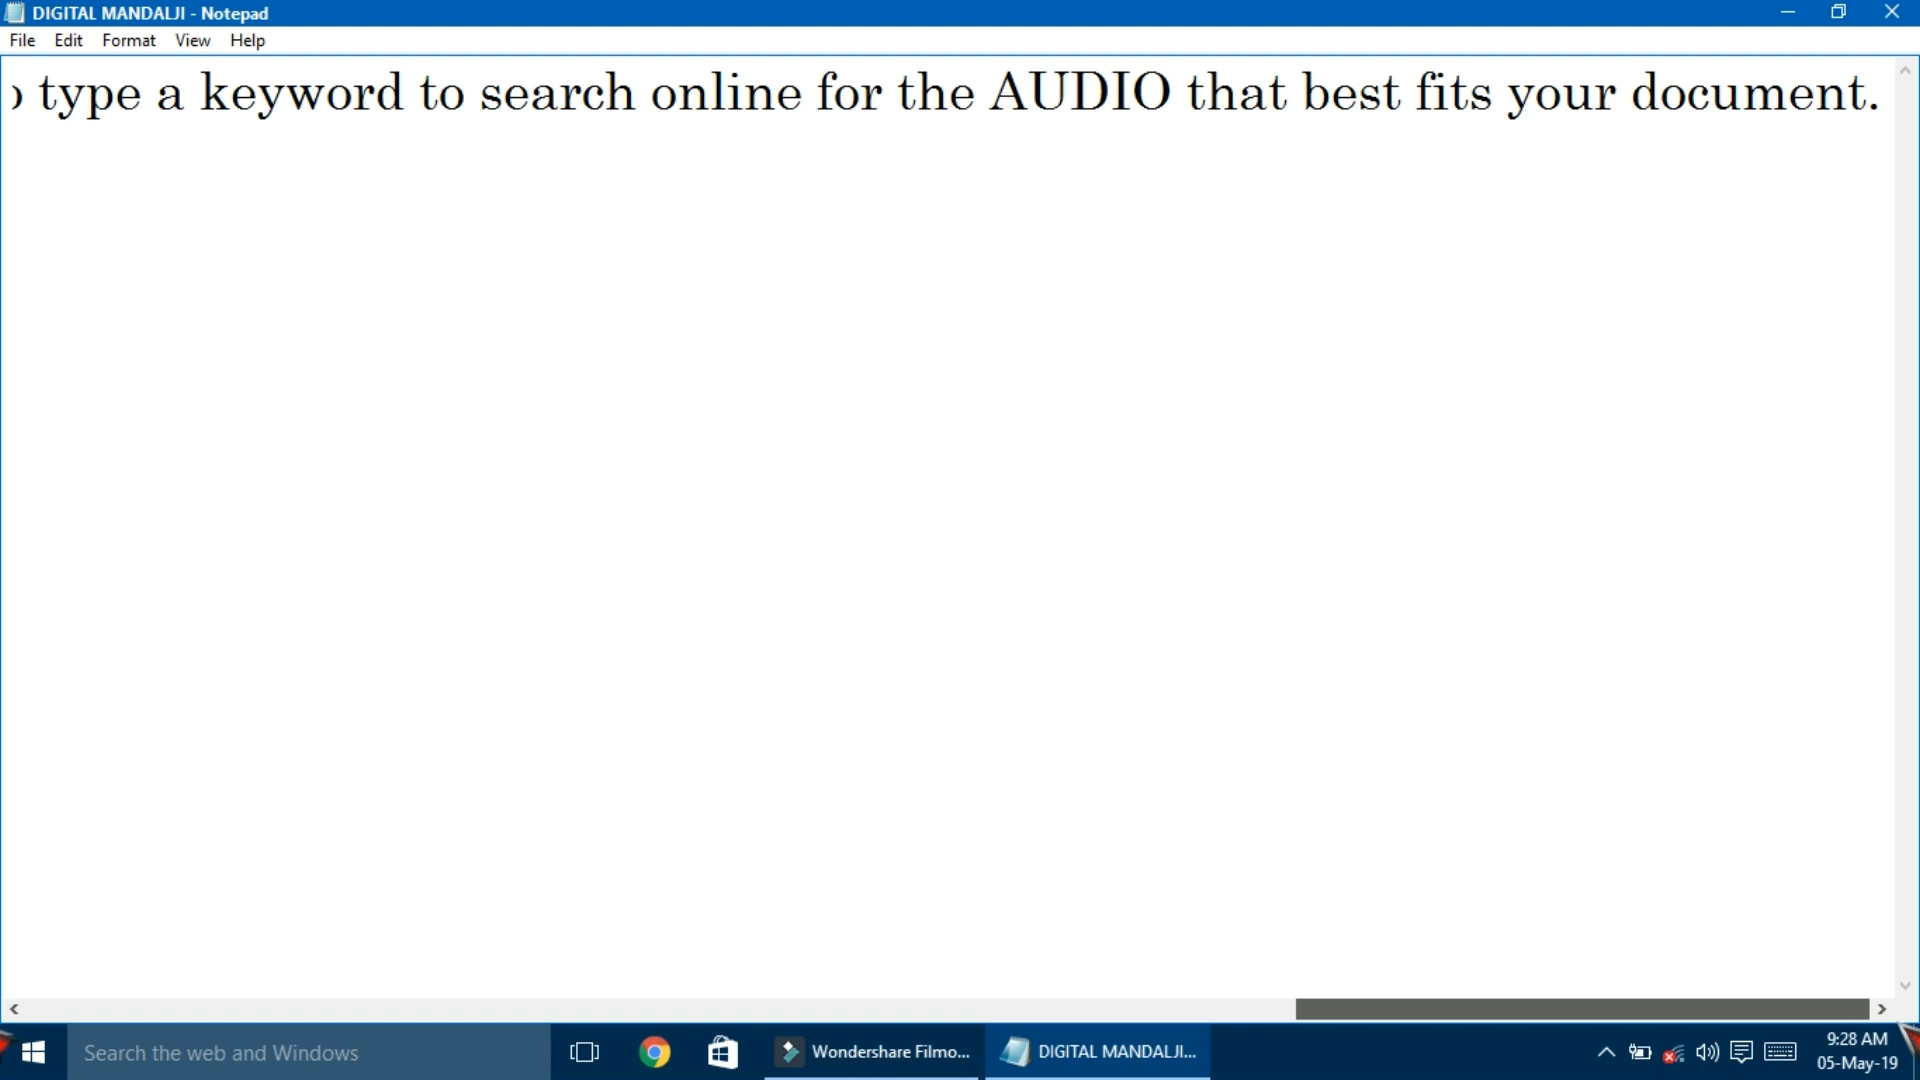 DIGITAL MANDALJI - Notepad
File Edit Format View Help
type a keyword to search online for the AUDIO that best fits your document.
Search the web and Windows
Wondershare Filmo...
DIGITAL MANDALJI...
9:28 AM
05-May-19